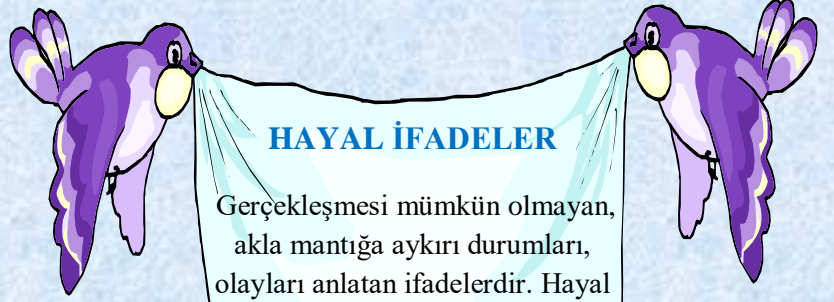 HAYAL İFADELER
Gerçekleşmesi mümkün olmayan,
akla mantığa aykırı durumları,
olayları anlatan ifadelerdir. Hayal